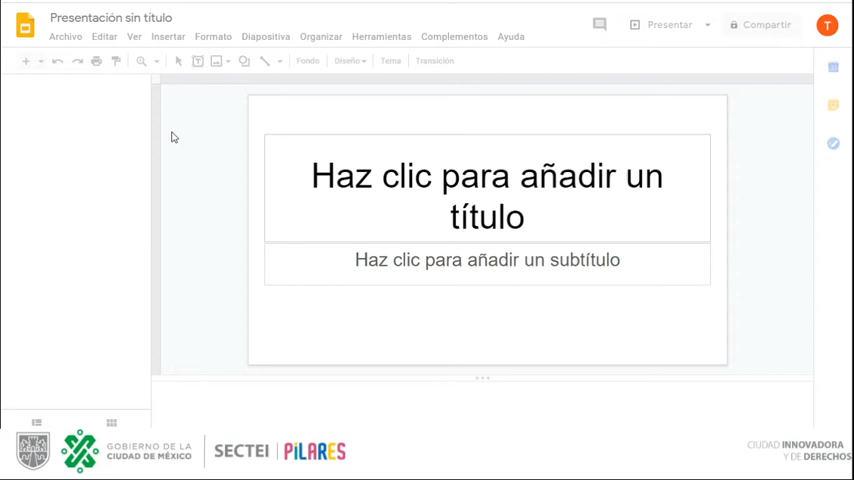 Presentación sin título
Archivo Editar Ver Insertar Formato Diapositiva Organizar Herramientas Complementos Ayuda
Presentar
Compartir
T
Fondo Diseño Tema Transición
Haz clic para añadir un
título
Haz clic para añadir un subtítulo
GOBIERNO DE LA
CIUDAD DE MÉXICO
SECTEI
PILARES
CIUDAD INNOVADORA
Y DE DERECHOS